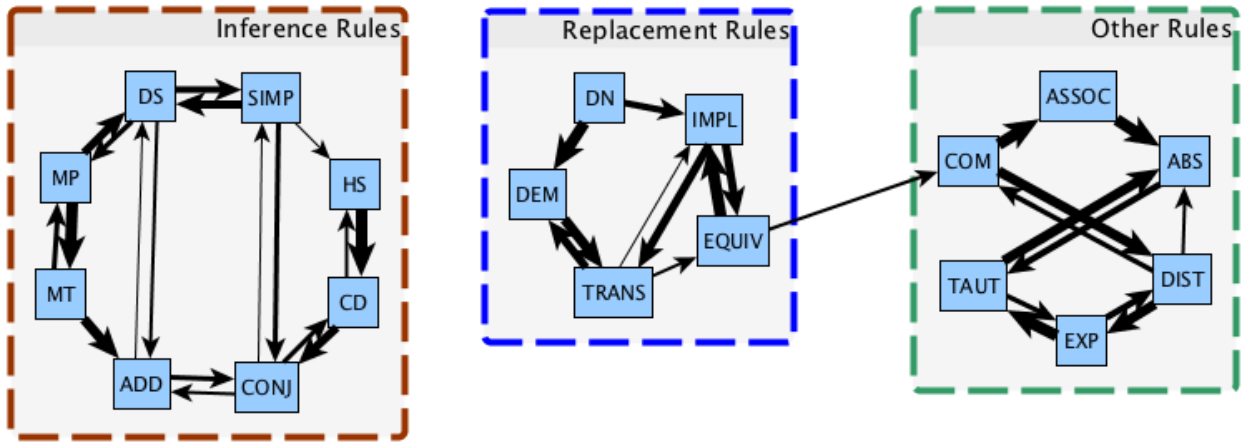 Inference Rules
DS
SIMP
MP
HS
MT
CD
ADD
CONJ
Replacement Rules
DN
IMPL
DEM
EQUIV
TRANS
Other Rules
ASSOC
COM
ABS
TAUT
DIST
EXP